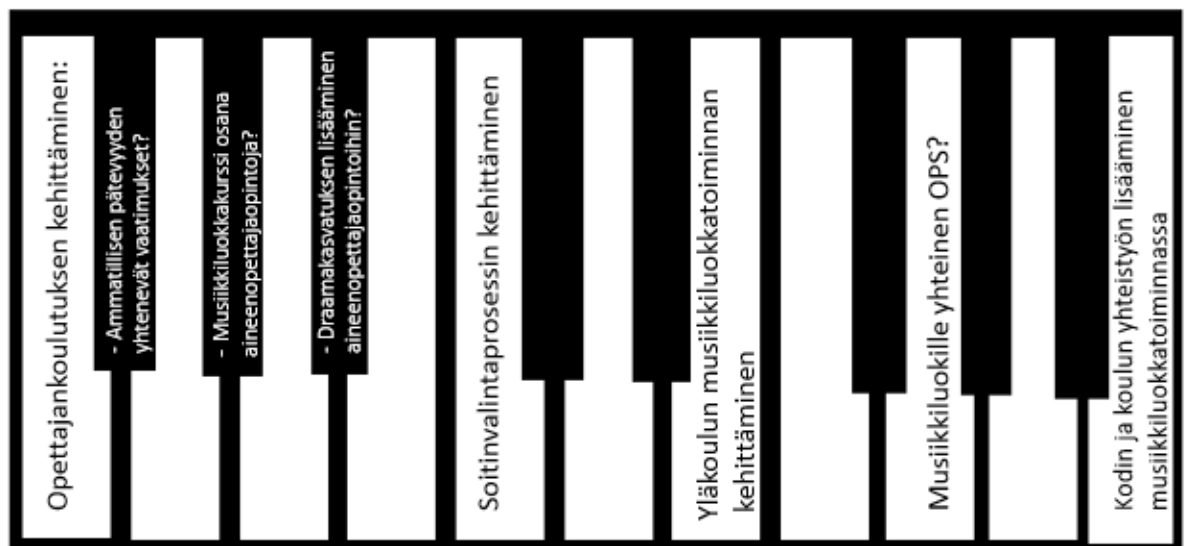 Opettajankoulutuksen kehittäminen:
- Ammatillisen pätevyyden
yhtenevät vaatimukset?
- Musiikkiluokkakurssi osana
aineenopettajaopintoja?
- Draamakasvatuksen lisääminen
aineenopettajaopintoihin?
Soitinvalintaprosessin kehittäminen
Yläkoulun musiikkiluokkatoiminnan
kehittäminen
Musiikkiluokille yhteinen OPS?
Kodin ja koulun yhteistyön lisääminen
musiikkiluokkatoiminnassa